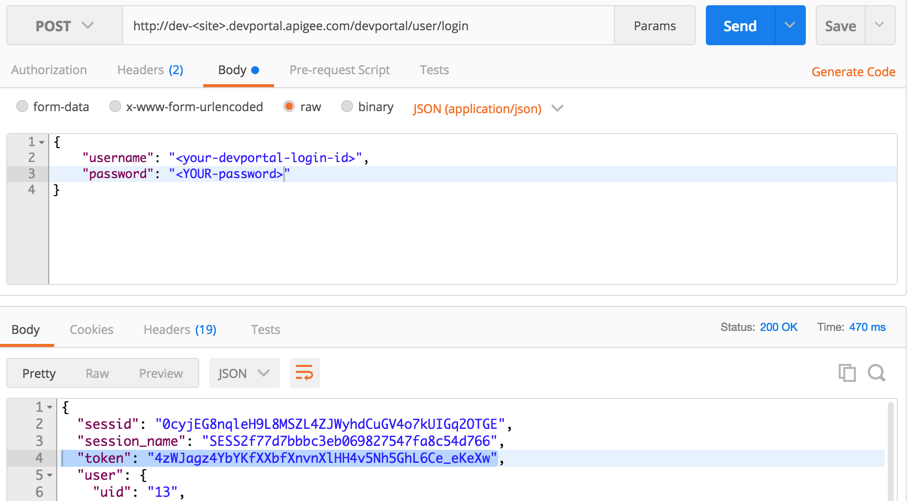 POST http://dev-<site>.devportal.apigee.com/devportal/user/login Params Send Save
Authorization Headers (2) Body Pre-request Script Tests Generate Code
form-data x-www-form-urlencoded raw binary JSON (application/json)
1 {
2 "username": "<your-devportal-login-id>",
3 "password": "<YOUR-password>"
4 }
Body Cookies Headers (19) Tests Status: 200 OK Time: 470 ms
Pretty Raw Preview JSON
1 {
2 "sessid": "0cyjEG8nqleH9L8MSZL4ZJWyhdCuGV4o7kUIGq2OTGE",
3 "session_name": "SESS2f77d7bbbc3eb069827547fa8c54d766",
4 "token": "4zWJagz4YbYKfXXbfXnvnXlHH4v5Nh5GhL6Ce_eKeXw",
5 "user": {
6 "uid": "13",